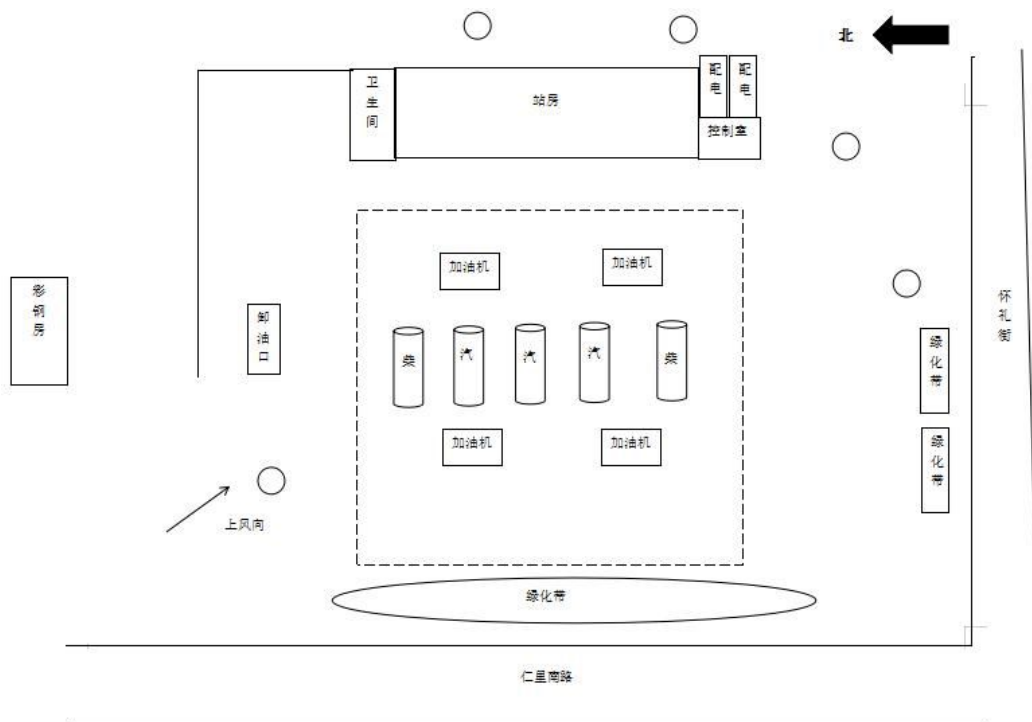 北
卫生间
站房
配电
配电
控制室
加油机
加油机
彩钢房
卸油口
柴
汽
汽
汽
柴
怀礼街
绿化带
绿化带
加油机
加油机
上风向
绿化带
仁里南路